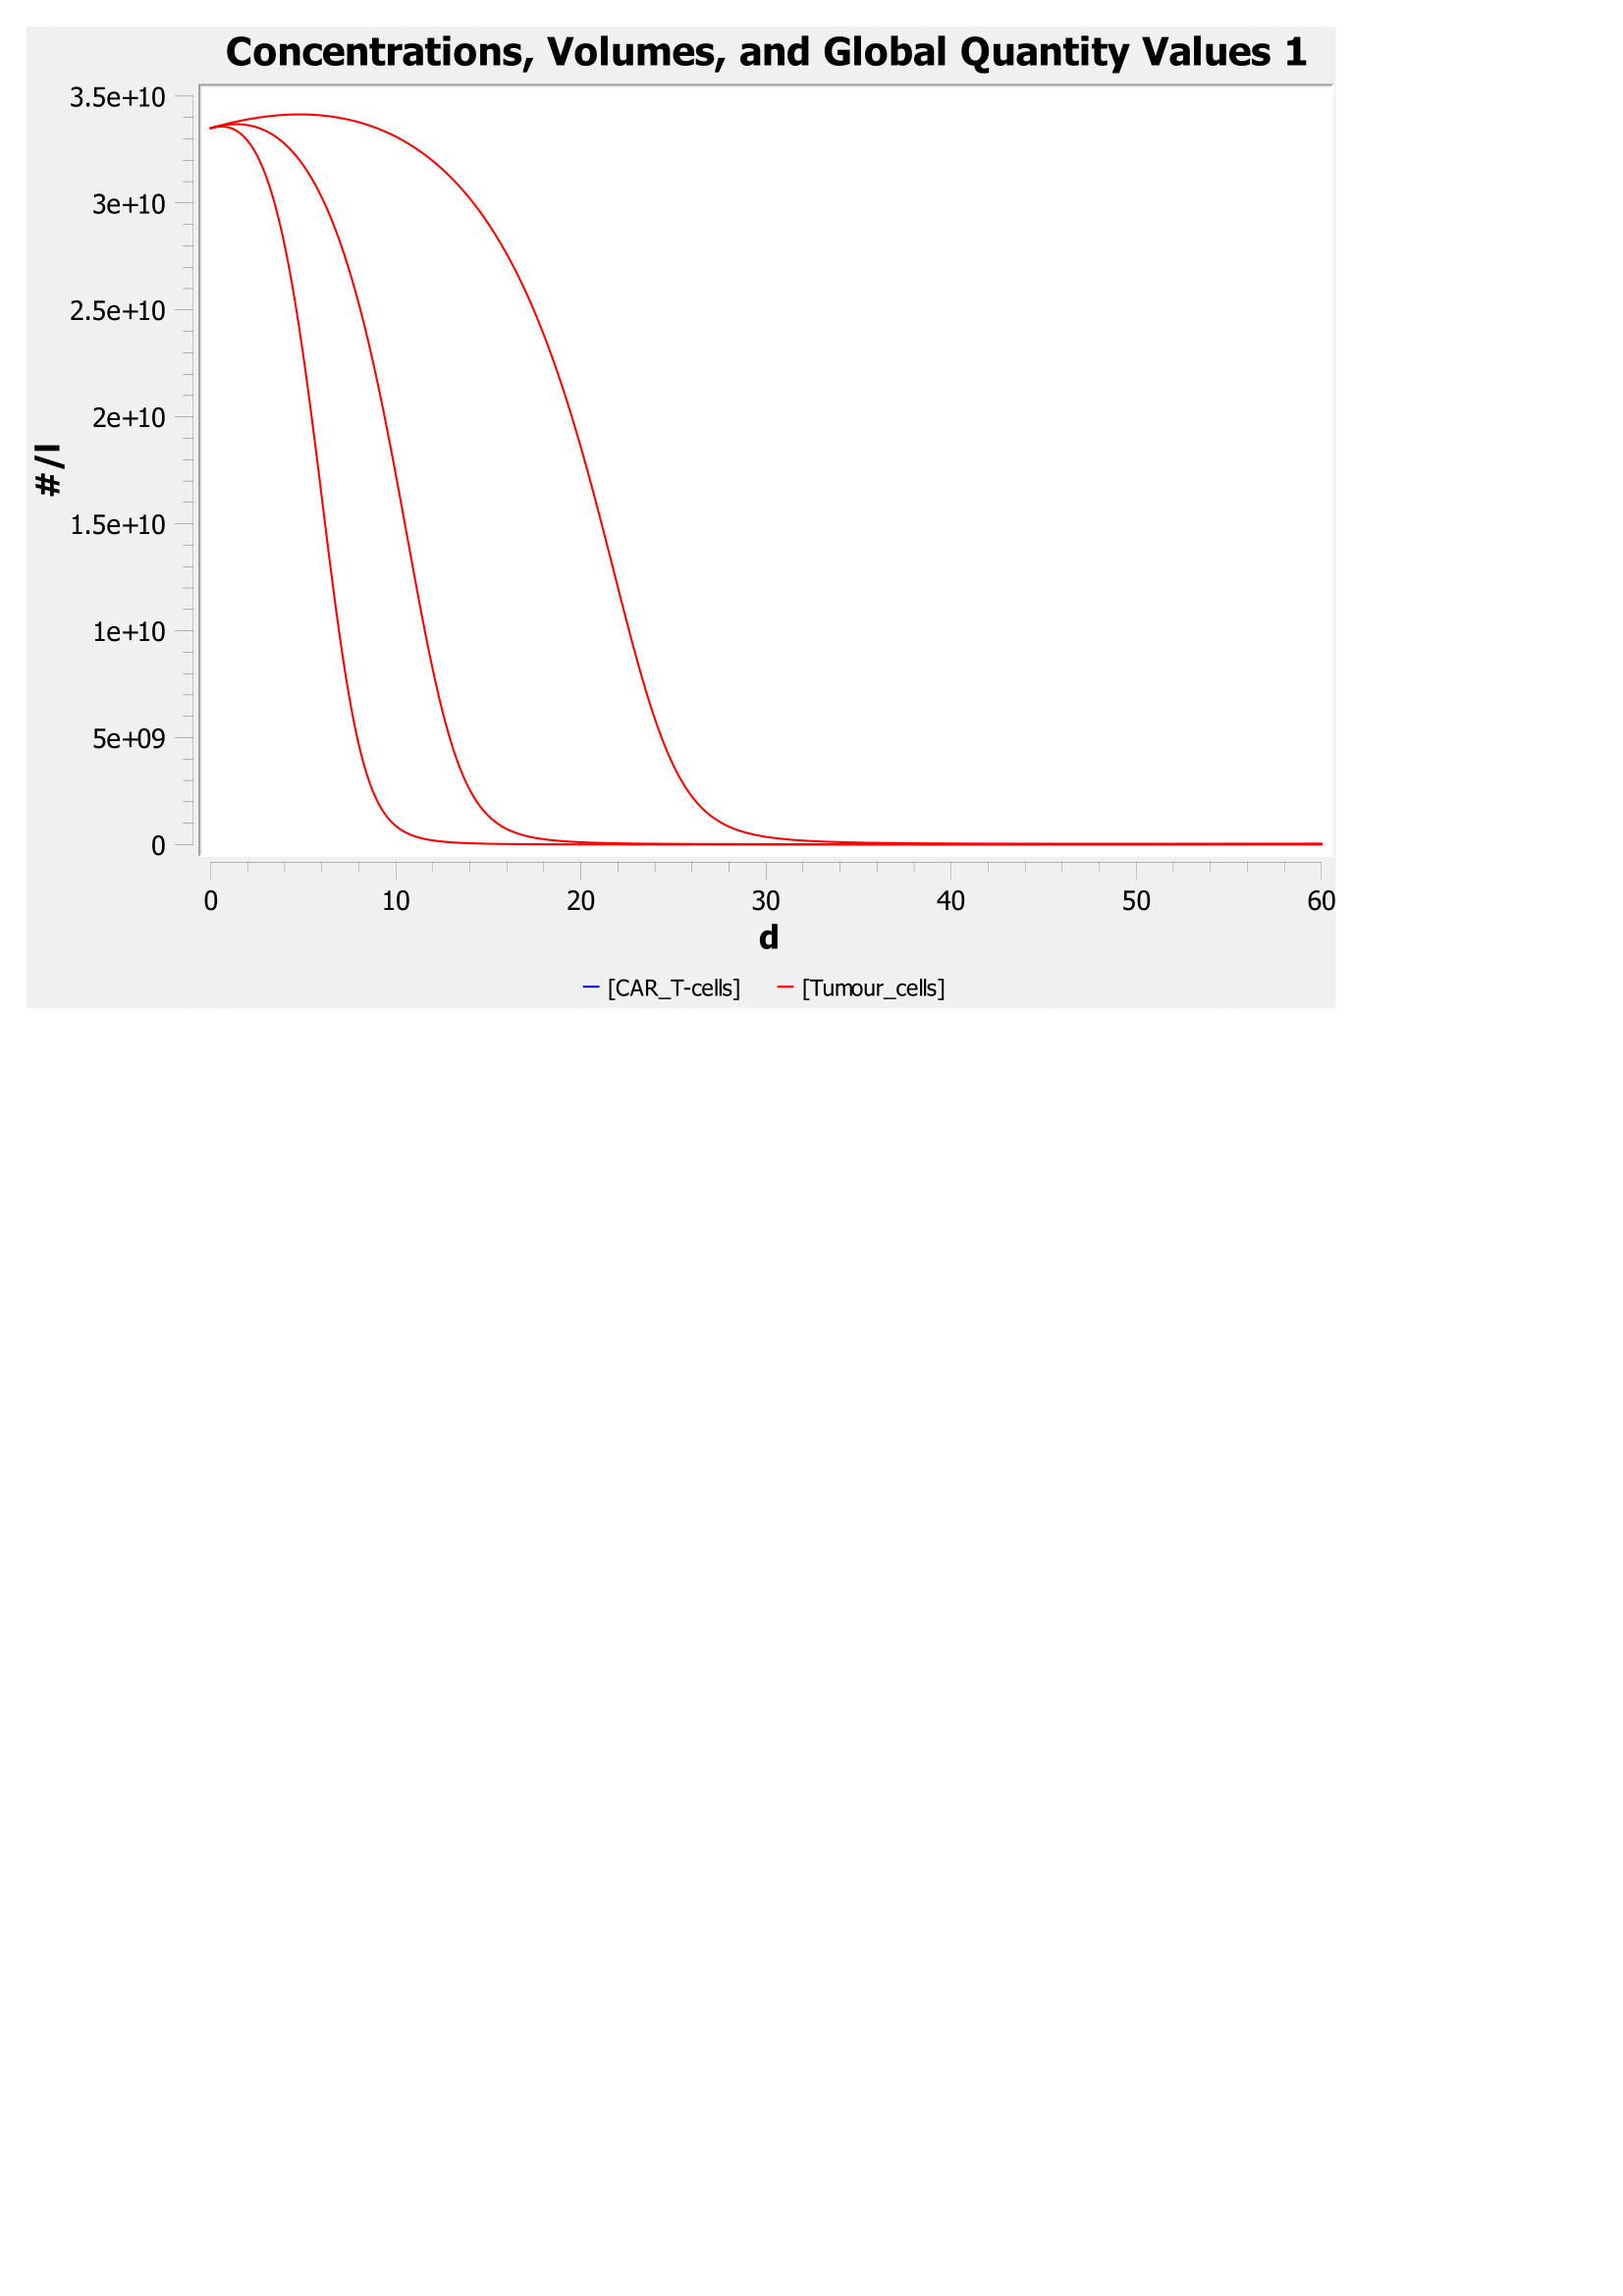 Concentrations, Volumes, and Global Quantity Values 1
3.5e+10
3e+10
2.5e+10
2e+10
1.5e+10
1e+10
5e+09
0
#/l
0 10 20 30 40 50 60
d
[CAR_T-cells] [Tumour_cells]